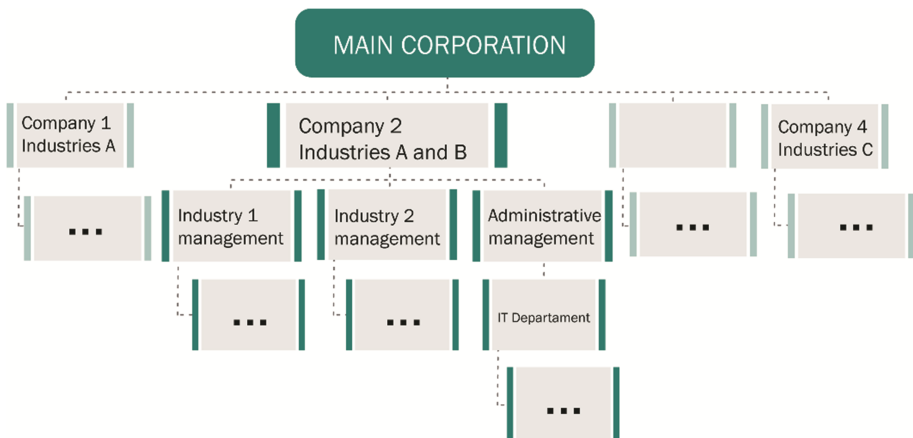 MAIN CORPORATION
Company 1
Industries A
Company 2
Industries A and B
Company 4
Industries C
...
Industry 1
management
Industry 2
management
Administrative
management
...
...
...
...
IT Departament
...